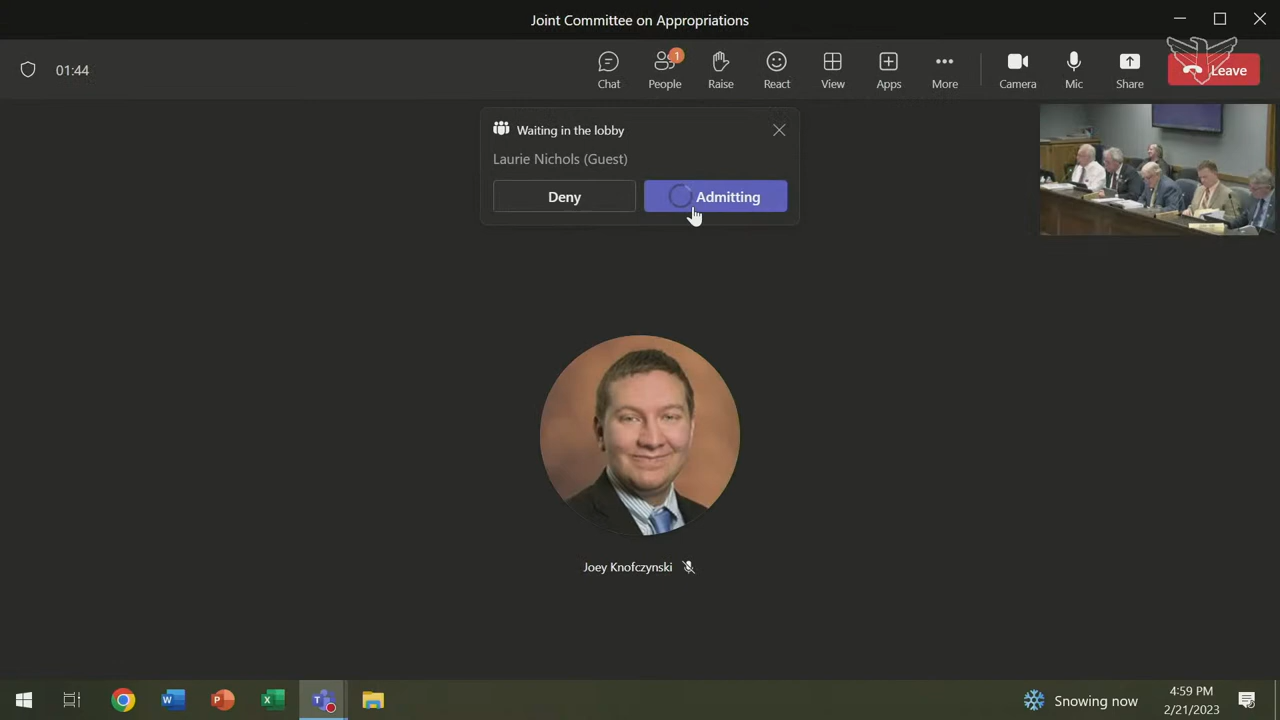 Joint Committee on Appropriations
01:44
Chat
People
1
Raise
React
View
Apps
More
Camera
Mic
Share
Leave
Waiting in the lobby
Laurie Nichols (Guest)
Deny
Admitting
Joey Knofczynski
Snowing now
4:59 PM
2/21/2023